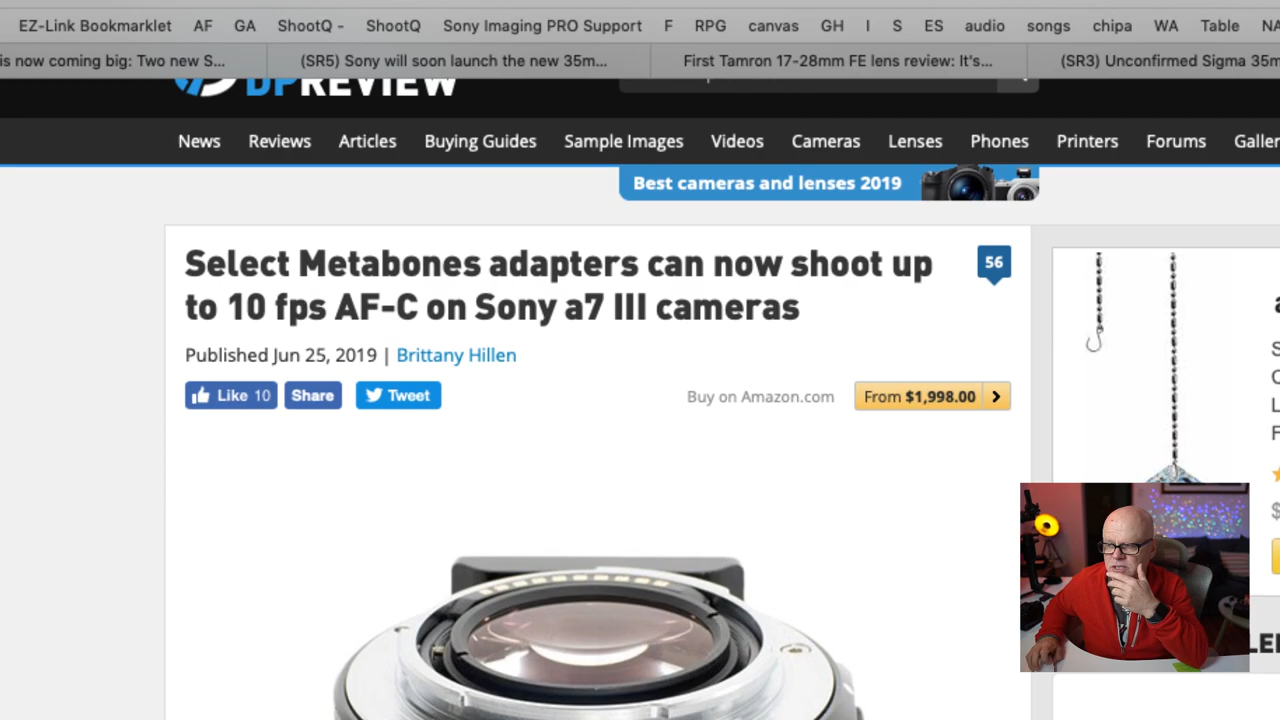 EZ-Link Bookmarklet AF GA ShootQ - ShootQ Sony Imaging PRO Support F RPG canvas GH I S ES audio songs chipa WA Table NA
is now coming big: Two new S... (SR5) Sony will soon launch the new 35m... First Tamron 17-28mm FE lens review: It's... (SR3) Unconfirmed Sigma 35m
DPREVIEW
News Reviews Articles Buying Guides Sample Images Videos Cameras Lenses Phones Printers Forums Galler
Best cameras and lenses 2019
Select Metabones adapters can now shoot up
to 10 fps AF-C on Sony a7 III cameras
56
Published Jun 25, 2019 | Brittany Hillen
Like 10 Share Tweet Buy on Amazon.com From $1,998.00